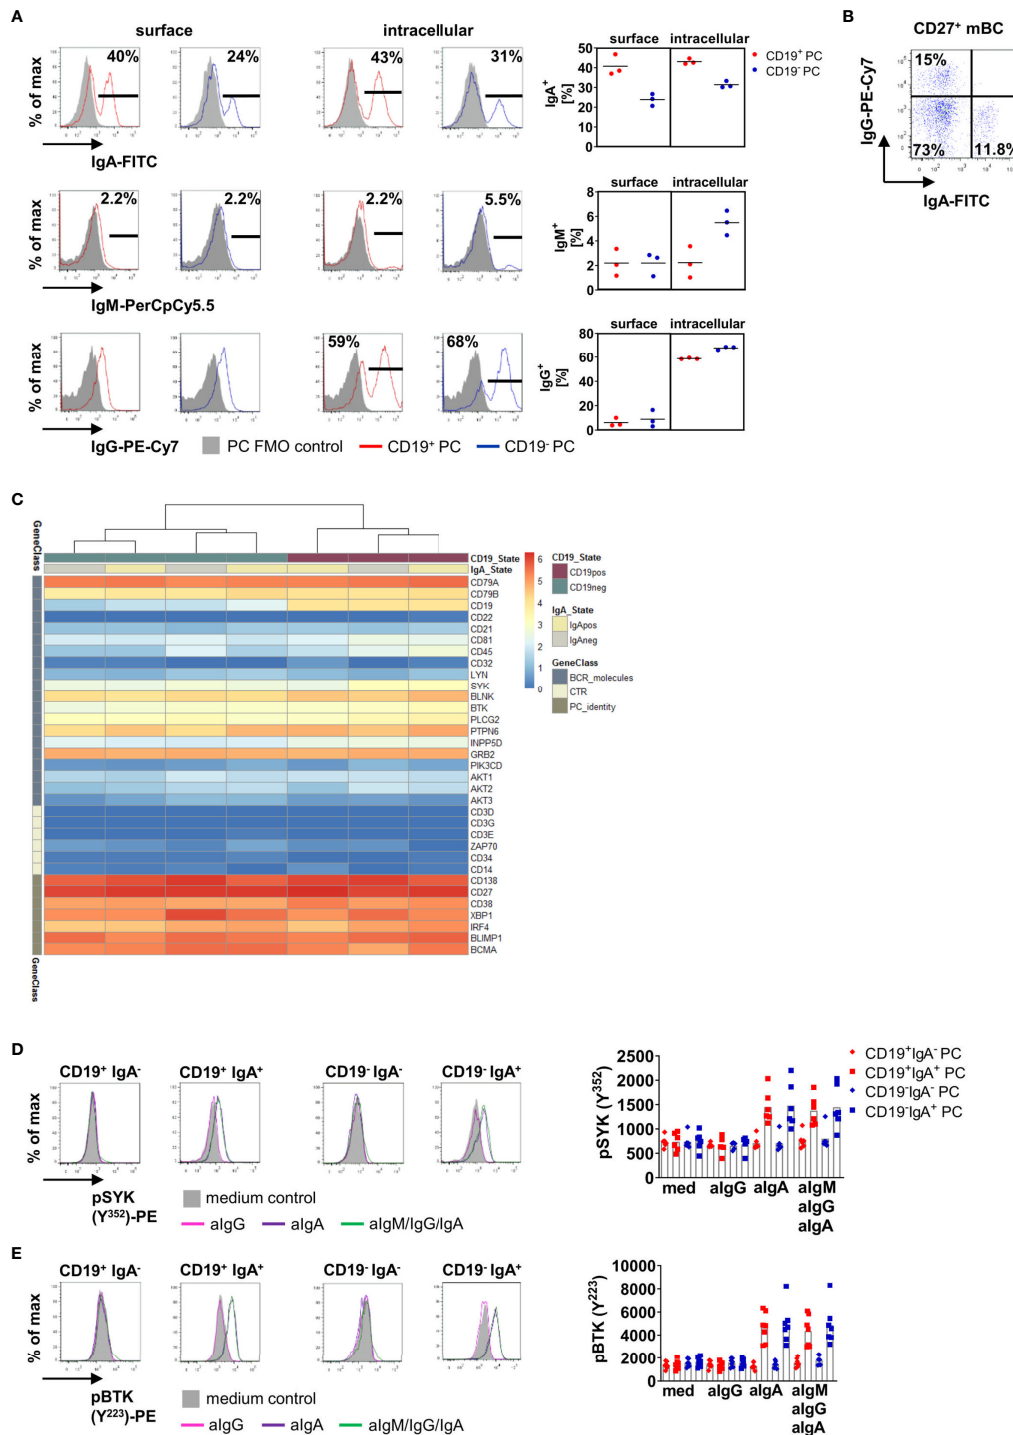 A
surface
intracellular
40%
24%
43%
31%
% of max
IgA-FITC
surface intracellular
IgA+
[%]
50
40
30
20
10
0
CD19+ PC
CD19- PC
2.2%
2.2%
2.2%
5.5%
% of max
IgM-PerCpCy5.5
surface intracellular
IgM+
[%]
8
6
4
2
0
59%
68%
% of max
IgG-PE-Cy7
PC FMO control
CD19+ PC
CD19- PC
surface intracellular
IgG+
[%]
80
60
40
20
0
B
CD27+ mBC
15%
73%
11.8%
IgG-PE-Cy7
IgA-FITC
C
GeneClass
CD19_State
IgA_State
CD79A
CD79B
CD19
CD22
CD21
CD81
CD45
CD32
LYN
SYK
BLNK
BTK
PLCG2
PTPN6
INPP5D
GRB2
PIK3CD
AKT1
AKT2
AKT3
CD3D
CD3G
CD3E
ZAP70
CD34
CD14
CD138
CD27
CD38
XBP1
IRF4
BLIMP1
BCMA
GeneClass
6
5
4
3
2
1
0
CD19_State
CD19pos
CD19neg
IgA_State
IgApos
IgAneg
GeneClass
BCR_molecules
CTR
PC_identity
D
CD19+ IgA-
CD19+ IgA+
CD19- IgA-
CD19- IgA+
% of max
pSYK
(Y352)-PE
medium control
aIgG
aIgA
aIgM/IgG/IgA
pSYK (Y352)
2500
2000
1500
1000
500
0
med
aIgG
aIgA
aIgM
aIgG
aIgA
CD19+IgA- PC
CD19+IgA+ PC
CD19-IgA- PC
CD19-IgA+ PC
E
CD19+ IgA-
CD19+ IgA+
CD19- IgA-
CD19- IgA+
% of max
pBTK
(Y223)-PE
medium control
aIgG
aIgA
aIgM/IgG/IgA
pBTK (Y223)
10000
8000
6000
4000
2000
0
med
aIgG
aIgA
aIgM
aIgG
aIgA